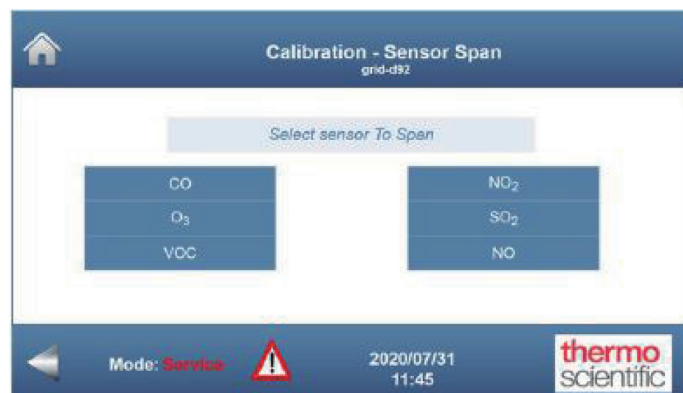 Calibration - Sensor Span
grid-d92
Select sensor To Span
CO
NO₂
O₃
SO₂
VOC
NO
Mode: Service
2020/07/31
11:45
thermo
scientific